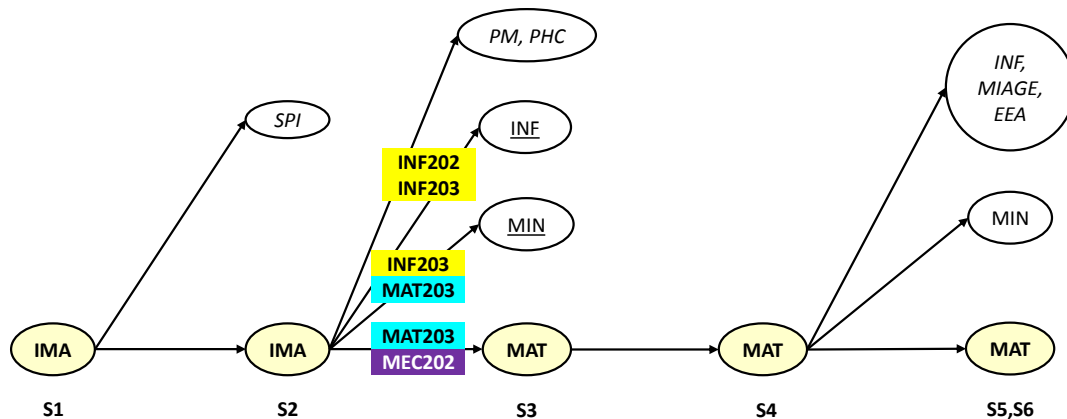 PM, PHC
INF,
MIAGE,
EEA
SPI
INF
INF202
INF203
MIN
MIN
INF203
MAT203
MAT203
MEC202
IMA
IMA
MAT
MAT
MAT
S1
S2
S3
S4
S5,S6